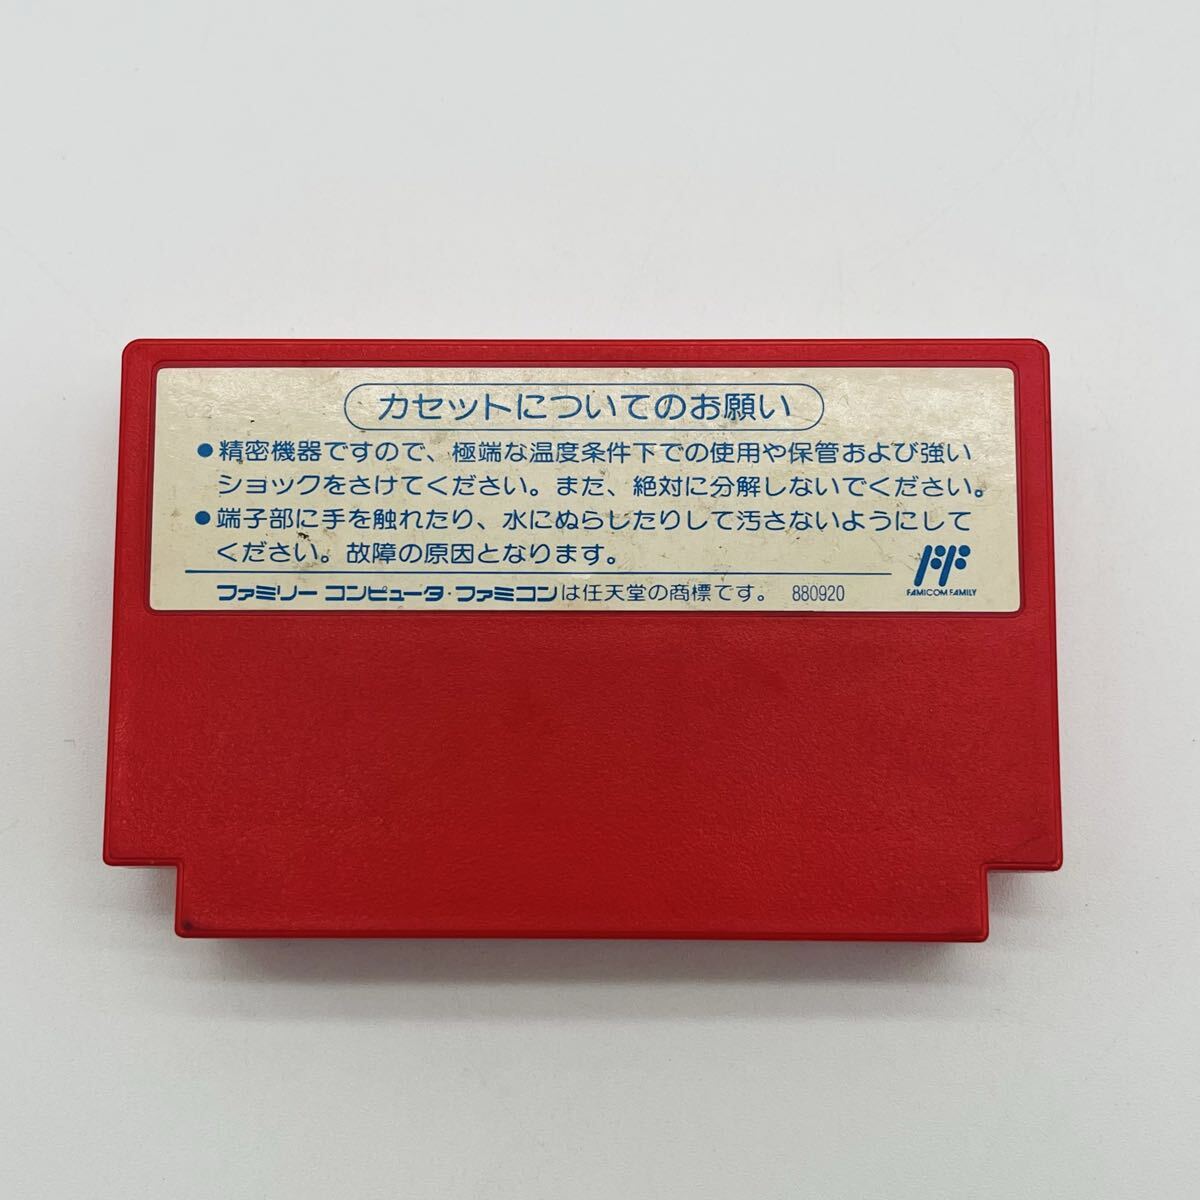 カセットについてのお願い
●精密機器ですので、極端な温度条件下での使用や保管および強い
ショックをさけてください。また、絶対に分解しないでください。
●端子部に手を触れたり、水にぬらしたりして汚さないようにして
ください。故障の原因となります。
ファミリー コンピュータ・ファミコンは任天堂の商標です。 880920
FAMICOM FAMILY